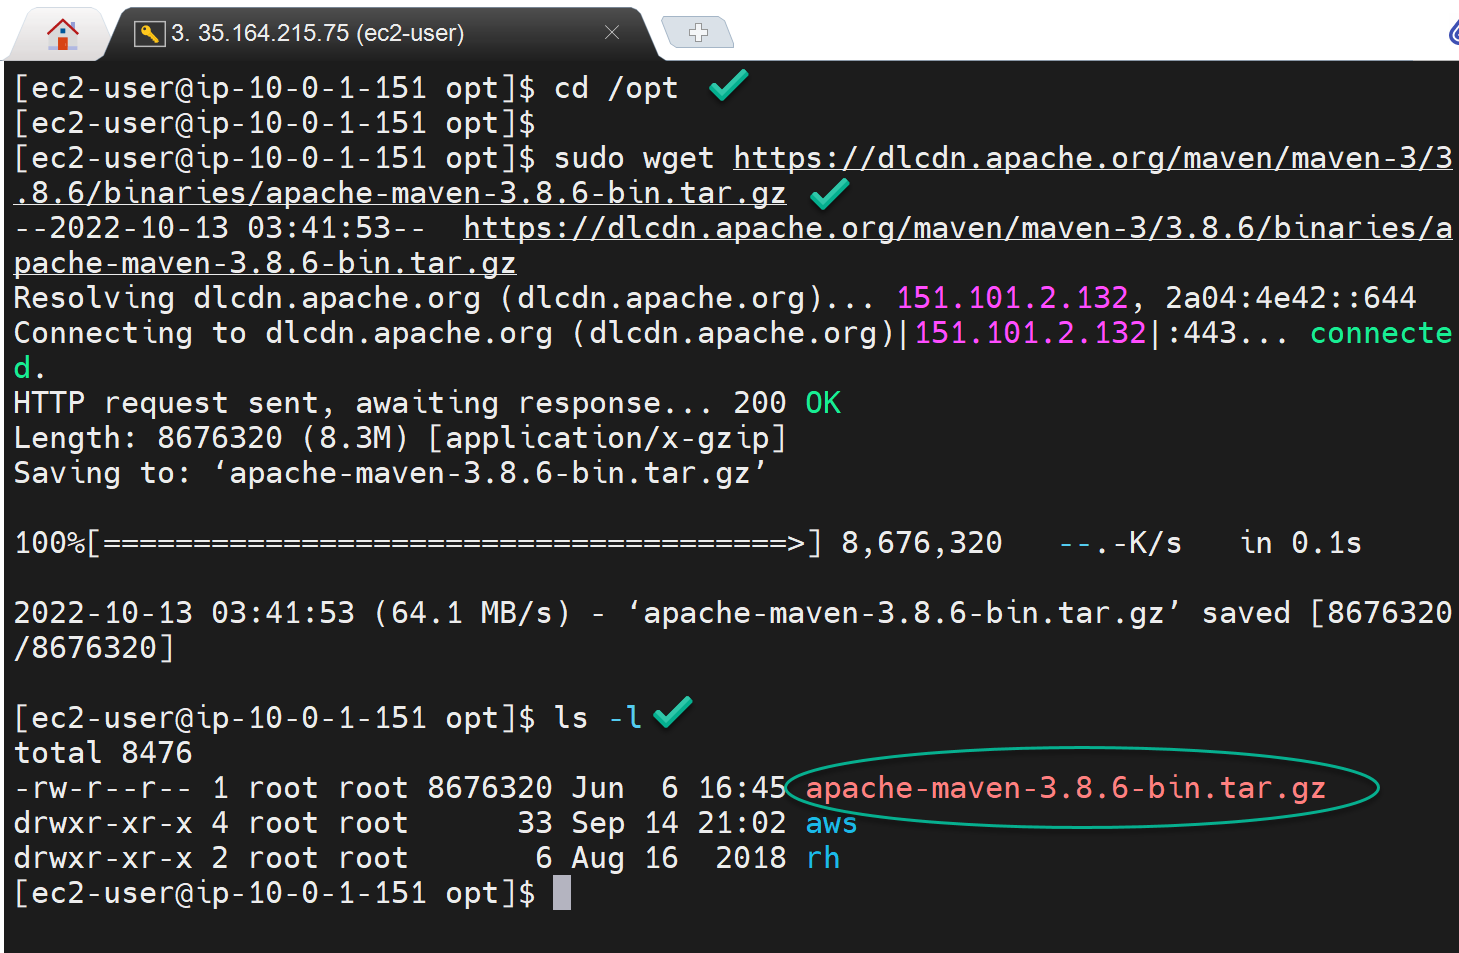 3. 35.164.215.75 (ec2-user)
[ec2-user@ip-10-0-1-151 opt]$ cd /opt
[ec2-user@ip-10-0-1-151 opt]$
[ec2-user@ip-10-0-1-151 opt]$ sudo wget https://dlcdn.apache.org/maven/maven-3/3
.8.6/binaries/apache-maven-3.8.6-bin.tar.gz
--2022-10-13 03:41:53--  https://dlcdn.apache.org/maven/maven-3/3.8.6/binaries/a
pache-maven-3.8.6-bin.tar.gz
Resolving dlcdn.apache.org (dlcdn.apache.org)... 151.101.2.132, 2a04:4e42::644
Connecting to dlcdn.apache.org (dlcdn.apache.org)|151.101.2.132|:443... connecte
d.
HTTP request sent, awaiting response... 200 OK
Length: 8676320 (8.3M) [application/x-gzip]
Saving to: ‘apache-maven-3.8.6-bin.tar.gz’
100%[======================================>] 8,676,320   --.-K/s   in 0.1s
2022-10-13 03:41:53 (64.1 MB/s) - ‘apache-maven-3.8.6-bin.tar.gz’ saved [8676320
/8676320]
[ec2-user@ip-10-0-1-151 opt]$ ls -l
total 8476
-rw-r--r-- 1 root root 8676320 Jun  6 16:45 apache-maven-3.8.6-bin.tar.gz
drwxr-xr-x 4 root root      33 Sep 14 21:02 aws
drwxr-xr-x 2 root root       6 Aug 16  2018 rh
[ec2-user@ip-10-0-1-151 opt]$